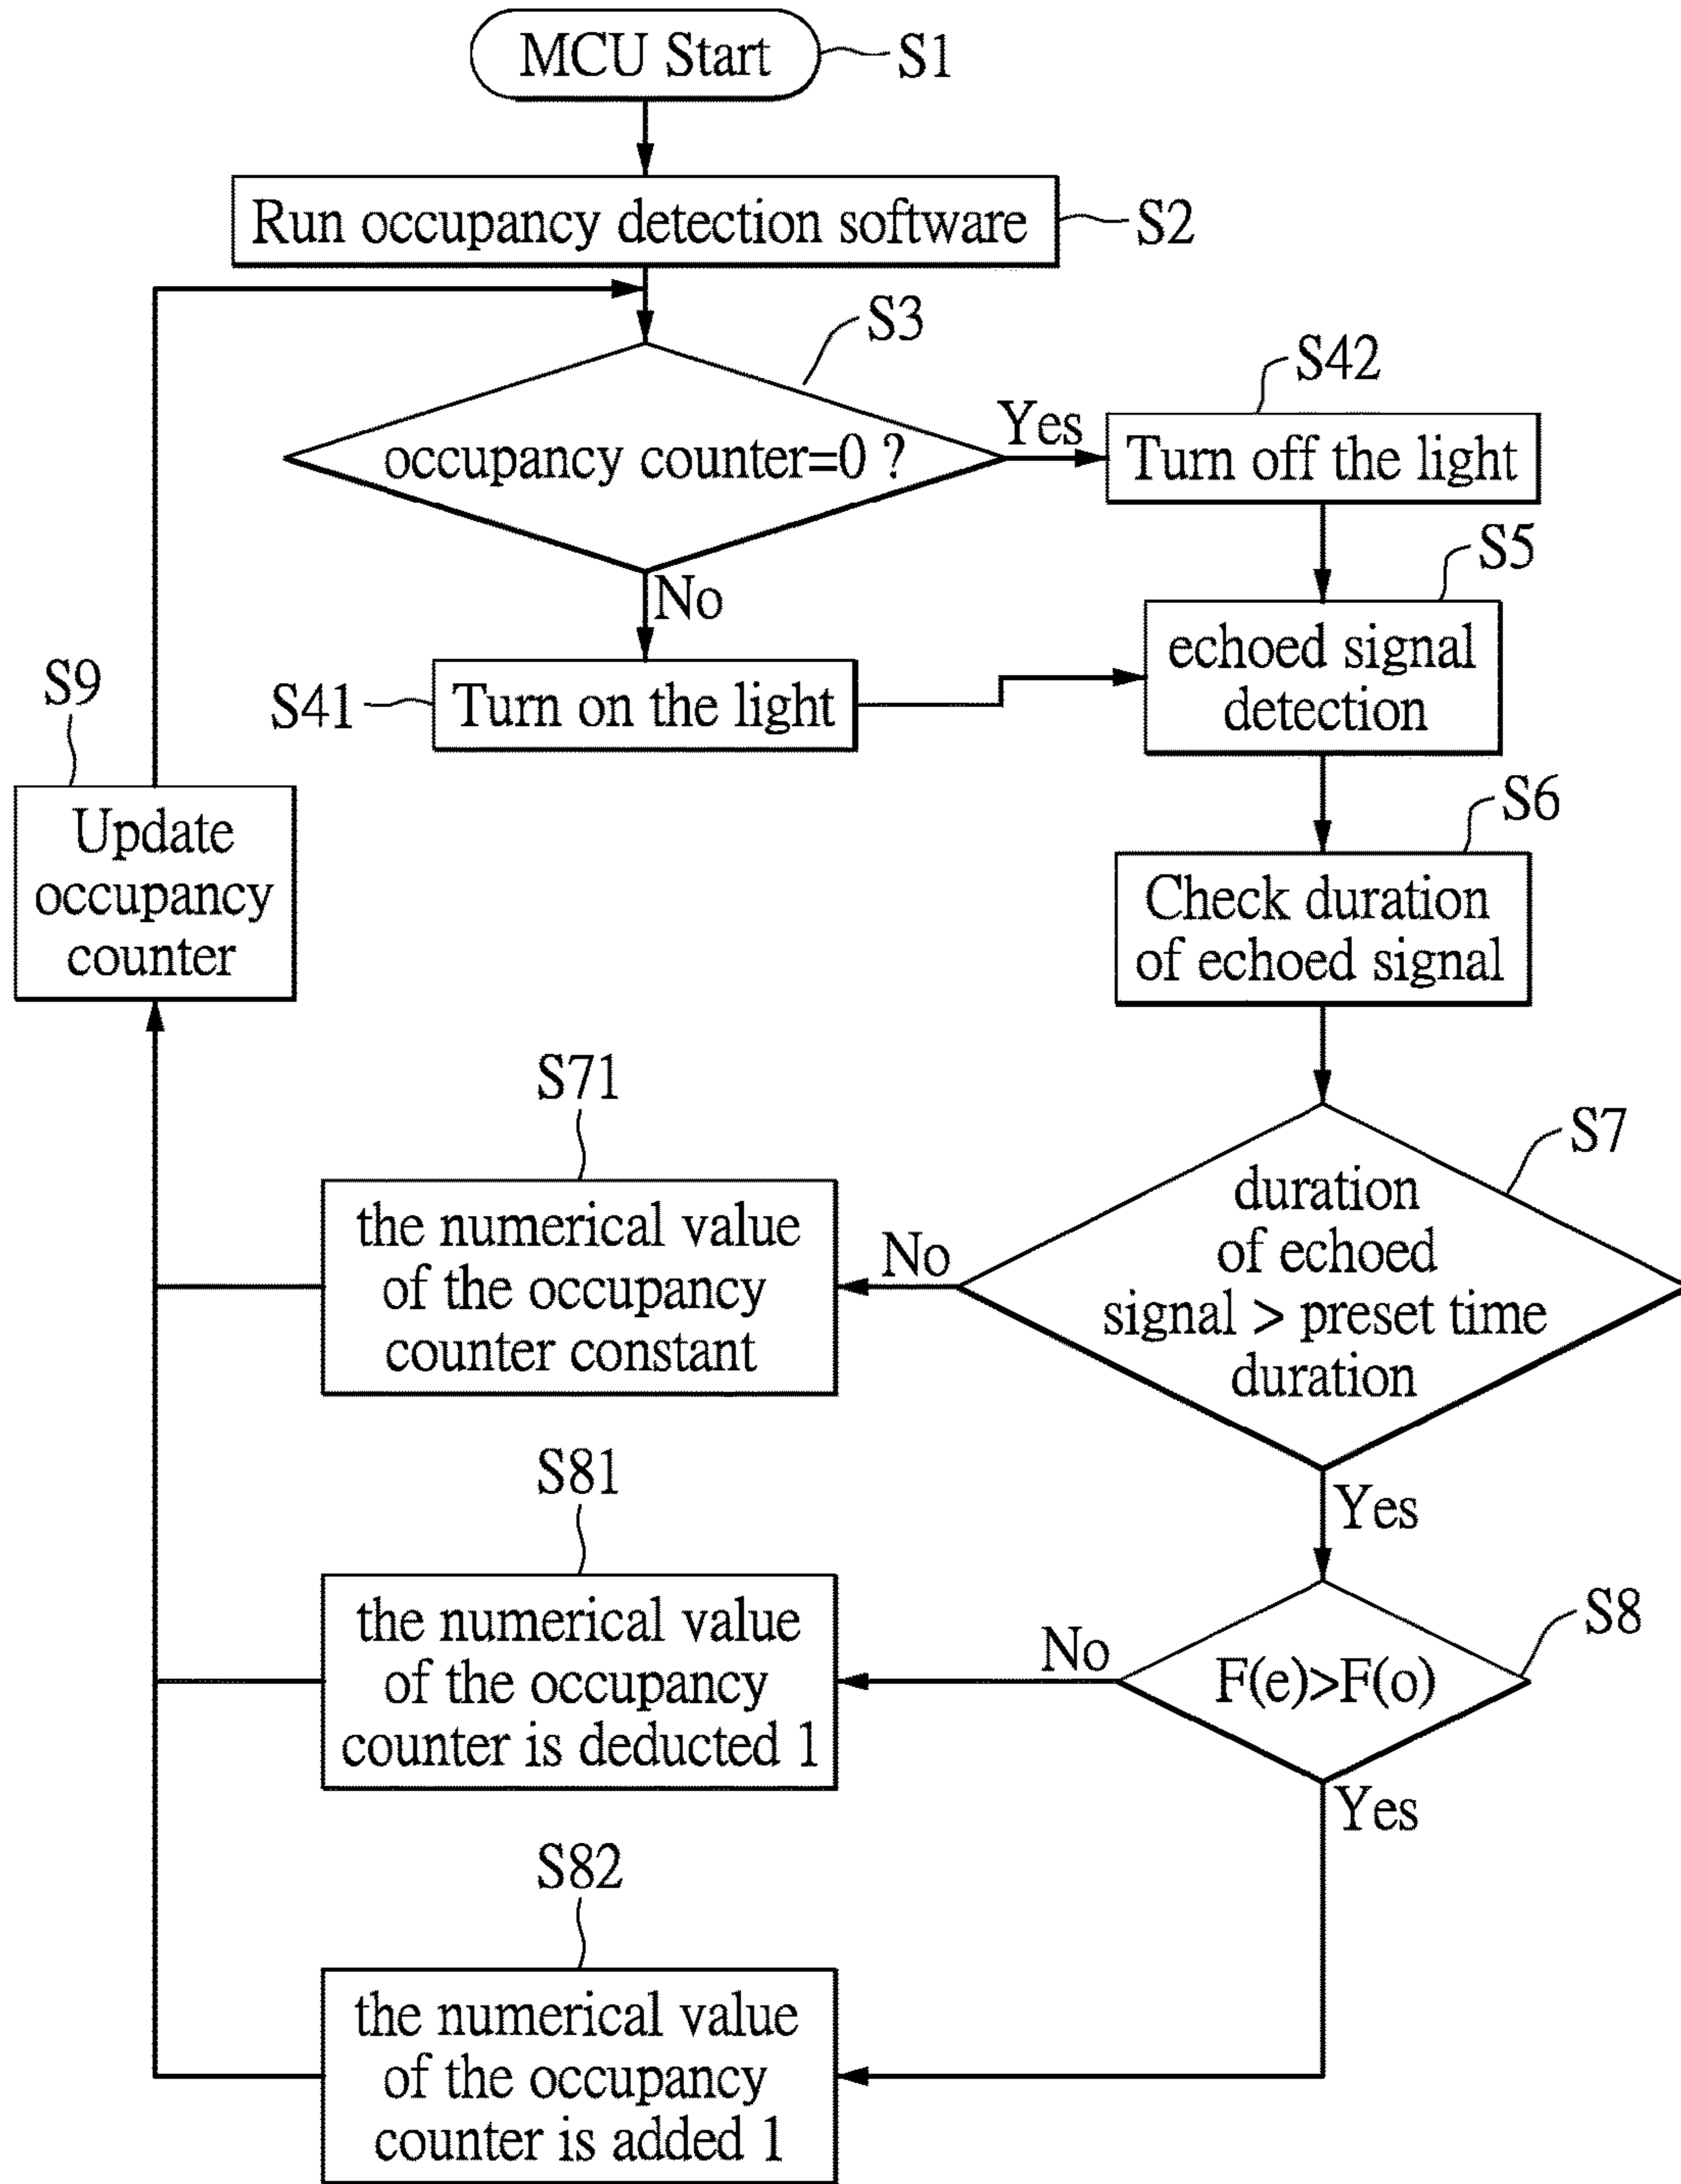 MCU Start
S1
Run occupancy detection software
S2
S3
occupancy counter=0 ?
Yes
S42
Turn off the light
No
S41
Turn on the light
S5
echoed signal
detection
S9
Update
occupancy
counter
S6
Check duration
of echoed signal
S7
duration
of echoed
signal > preset time
duration
No
S71
the numerical value
of the occupancy
counter constant
Yes
S8
F(e)>F(o)
No
S81
the numerical value
of the occupancy
counter is deducted 1
Yes
S82
the numerical value
of the occupancy
counter is added 1